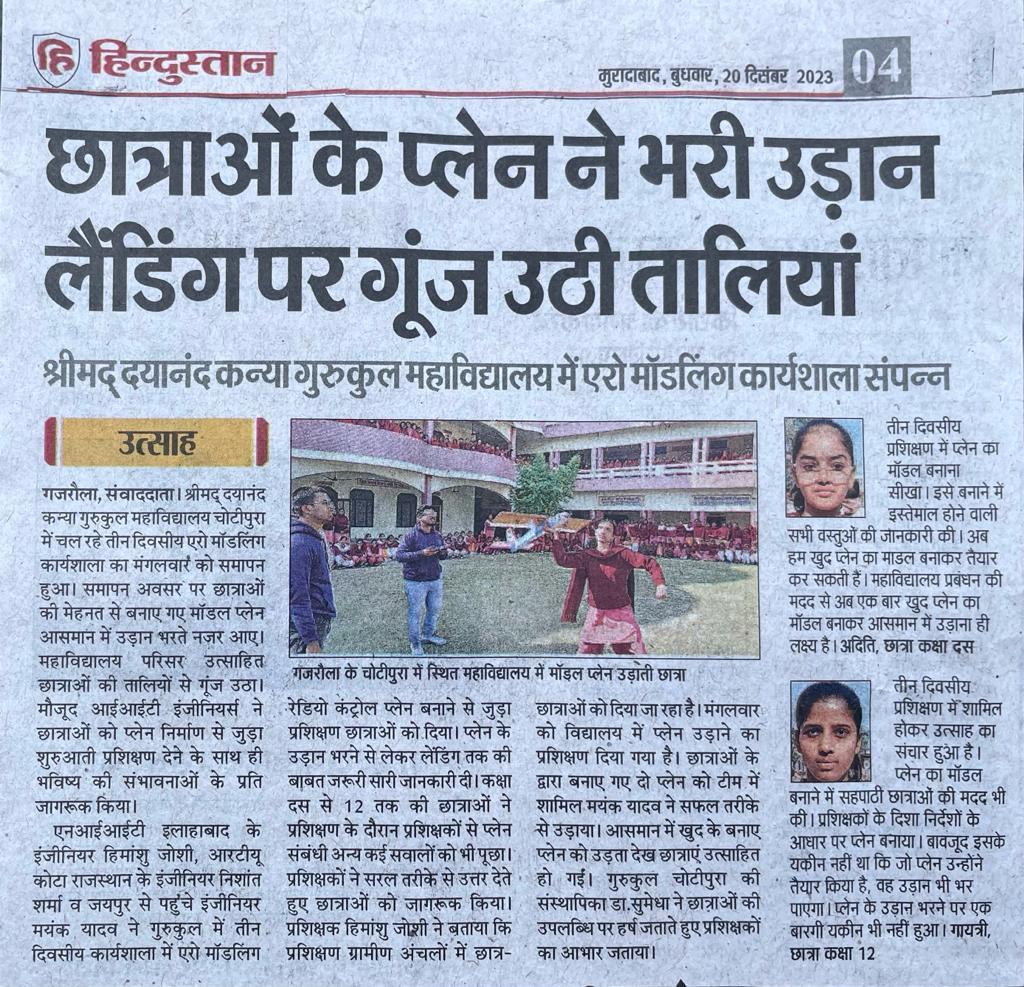 हि हिन्दुस्तान
मुरादाबाद, बुधवार, 20 दिसंबर 2023 04
छात्राओं के प्लेन ने भरी उड़ान
लैंडिंग पर गूंज उठी तालियां
श्रीमद् दयानंद कन्या गुरुकुल महाविद्यालय में एरो मॉडलिंग कार्यशाला संपन्न
उत्साह
गजरौला, संवाददाता। श्रीमद् दयानंद
कन्या गुरुकुल महाविद्यालय चोटीपुरा
में चल रहे तीन दिवसीय एरो मॉडलिंग
कार्यशाला का मंगलवार को समापन
हुआ। समापन अवसर पर छात्राओं
की मेहनत से बनाए गए मॉडल प्लेन
आसमान में उड़ान भरते नजर आए।
महाविद्यालय परिसर उत्साहित
छात्राओं की तालियों से गूंज उठा।
मौजूद आईआईटी इंजीनियर्स ने
छात्राओं को प्लेन निर्माण से जुड़ा
शुरुआती प्रशिक्षण देने के साथ ही
भविष्य की संभावनाओं के प्रति
जागरूक किया।
एनआईआईटी इलाहाबाद के
इंजीनियर हिमांशु जोशी, आरटीयू
कोटा राजस्थान के इंजीनियर निशांत
शर्मा व जयपुर से पहुंचे इंजीनियर
मयंक यादव ने गुरुकुल में तीन
दिवसीय कार्यशाला में एरो मॉडलिंग
गजरौला के चोटीपुरा में स्थित महाविद्यालय में मॉडल प्लेन उड़ाती छात्रा
रेडियो कंट्रोल प्लेन बनाने से जुड़ा
प्रशिक्षण छात्राओं को दिया। प्लेन के
उड़ान भरने से लेकर लेंडिंग तक की
बाबत जरूरी सारी जानकारी दी। कक्षा
दस से 12 तक की छात्राओं ने
प्रशिक्षण के दौरान प्रशिक्षकों से प्लेन
संबंधी अन्य कई सवालों को भी पूछा।
प्रशिक्षकों ने सरल तरीके से उत्तर देते
हुए छात्राओं को जागरूक किया।
प्रशिक्षक हिमांशु जोशी ने बताया कि
प्रशिक्षण ग्रामीण अंचलों में छात्र-
छात्राओं को दिया जा रहा है। मंगलवार
को विद्यालय में प्लेन उड़ाने का
प्रशिक्षण दिया गया है। छात्राओं के
द्वारा बनाए गए दो प्लेन को टीम में
शामिल मयंक यादव ने सफल तरीके
से उड़ाया। आसमान में खुद के बनाए
प्लेन को उड़ता देख छात्राएं उत्साहित
हो गईं। गुरुकुल चोटीपुरा की
संस्थापिका डा.सुमेधा ने छात्राओं की
उपलब्धि पर हर्ष जताते हुए प्रशिक्षकों
का आभार जताया।
तीन दिवसीय
प्रशिक्षण में प्लेन का
मॉडल बनाना
सीखा। इसे बनाने में
इस्तेमाल होने वाली
सभी वस्तुओं की जानकारी की। अब
हम खुद प्लेन का माडल बनाकर तैयार
कर सकती हैं। महाविद्यालय प्रबंधन की
मदद से अब एक बार खुद प्लेन का
मॉडल बनाकर आसमान में उड़ाना ही
लक्ष्य है। अदिति, छात्रा कक्षा दस
तीन दिवसीय
प्रशिक्षण में शामिल
होकर उत्साह का
संचार हुआ है।
प्लेन का मॉडल
बनाने में सहपाठी छात्राओं की मदद भी
की। प्रशिक्षकों के दिशा निर्देशों के
आधार पर प्लेन बनाया। बावजूद इसके
यकीन नहीं था कि जो प्लेन उन्होंने
तैयार किया है, वह उड़ान भी भर
पाएगा। प्लेन के उड़ान भरने पर एक
बारगी यकीन भी नहीं हुआ। गायत्री,
छात्रा कक्षा 12